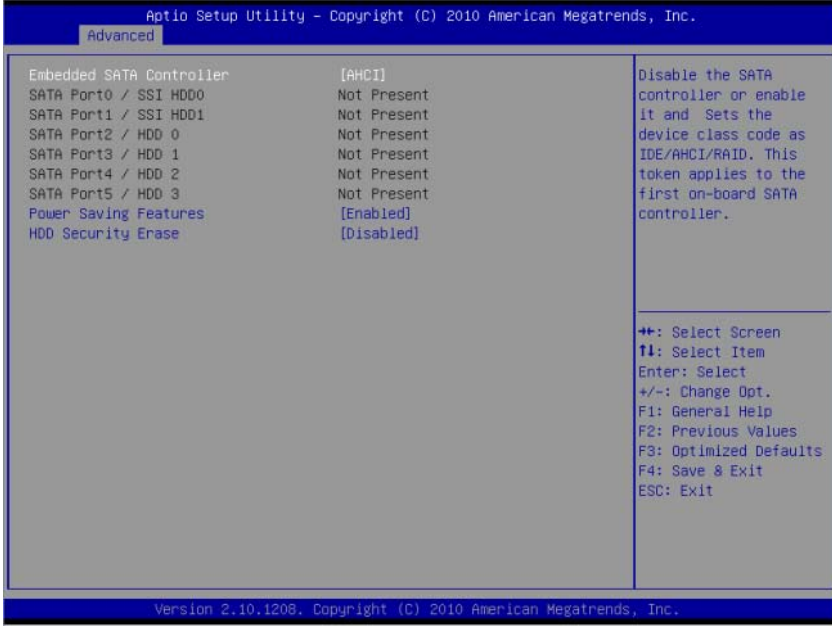 Aptio Setup Utility – Copyright (C) 2010 American Megatrends, Inc.
Advanced
Embedded SATA Controller [AHCI]
SATA Port0 / SSI HDD0 Not Present
SATA Port1 / SSI HDD1 Not Present
SATA Port2 / HDD 0 Not Present
SATA Port3 / HDD 1 Not Present
SATA Port4 / HDD 2 Not Present
SATA Port5 / HDD 3 Not Present
Power Saving Features [Enabled]
HDD Security Erase [Disabled]
Disable the SATA
controller or enable
it and Sets the
device class code as
IDE/AHCI/RAID. This
token applies to the
first on-board SATA
controller.
→←: Select Screen
↑↓: Select Item
Enter: Select
+/-: Change Opt.
F1: General Help
F2: Previous Values
F3: Optimized Defaults
F4: Save & Exit
ESC: Exit
Version 2.10.1208. Copyright (C) 2010 American Megatrends, Inc.